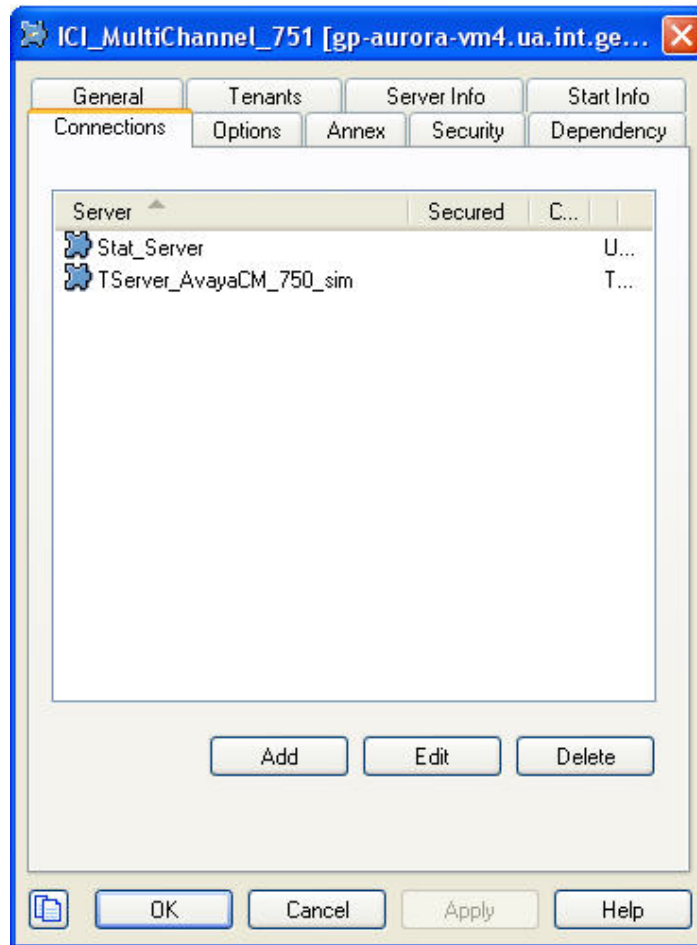 ICI_MultiChannel_751 [gp-aurora-vm4.ua.int.ge...
General Tenants Server Info Start Info
Connections Options Annex Security Dependency
Server Secured C...
Stat_Server U...
TServer_AvayaCM_750_sim T...
Add Edit Delete
OK Cancel Apply Help